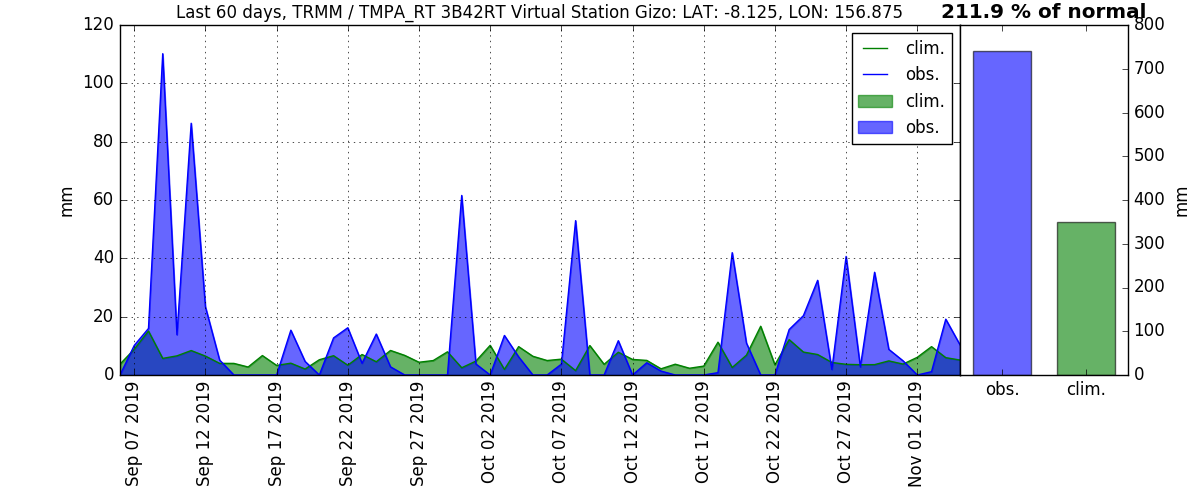 Last 60 days, TRMM / TMPA_RT 3B42RT Virtual Station Gizo: LAT: -8.125, LON: 156.875
211.9 % of normal
120
100
80
60
40
20
0
mm
clim.
obs.
clim.
obs.
Sep 07 2019
Sep 12 2019
Sep 17 2019
Sep 22 2019
Sep 27 2019
Oct 02 2019
Oct 07 2019
Oct 12 2019
Oct 17 2019
Oct 22 2019
Oct 27 2019
Nov 01 2019
800
700
600
500
400
300
200
100
0
mm
obs.
clim.